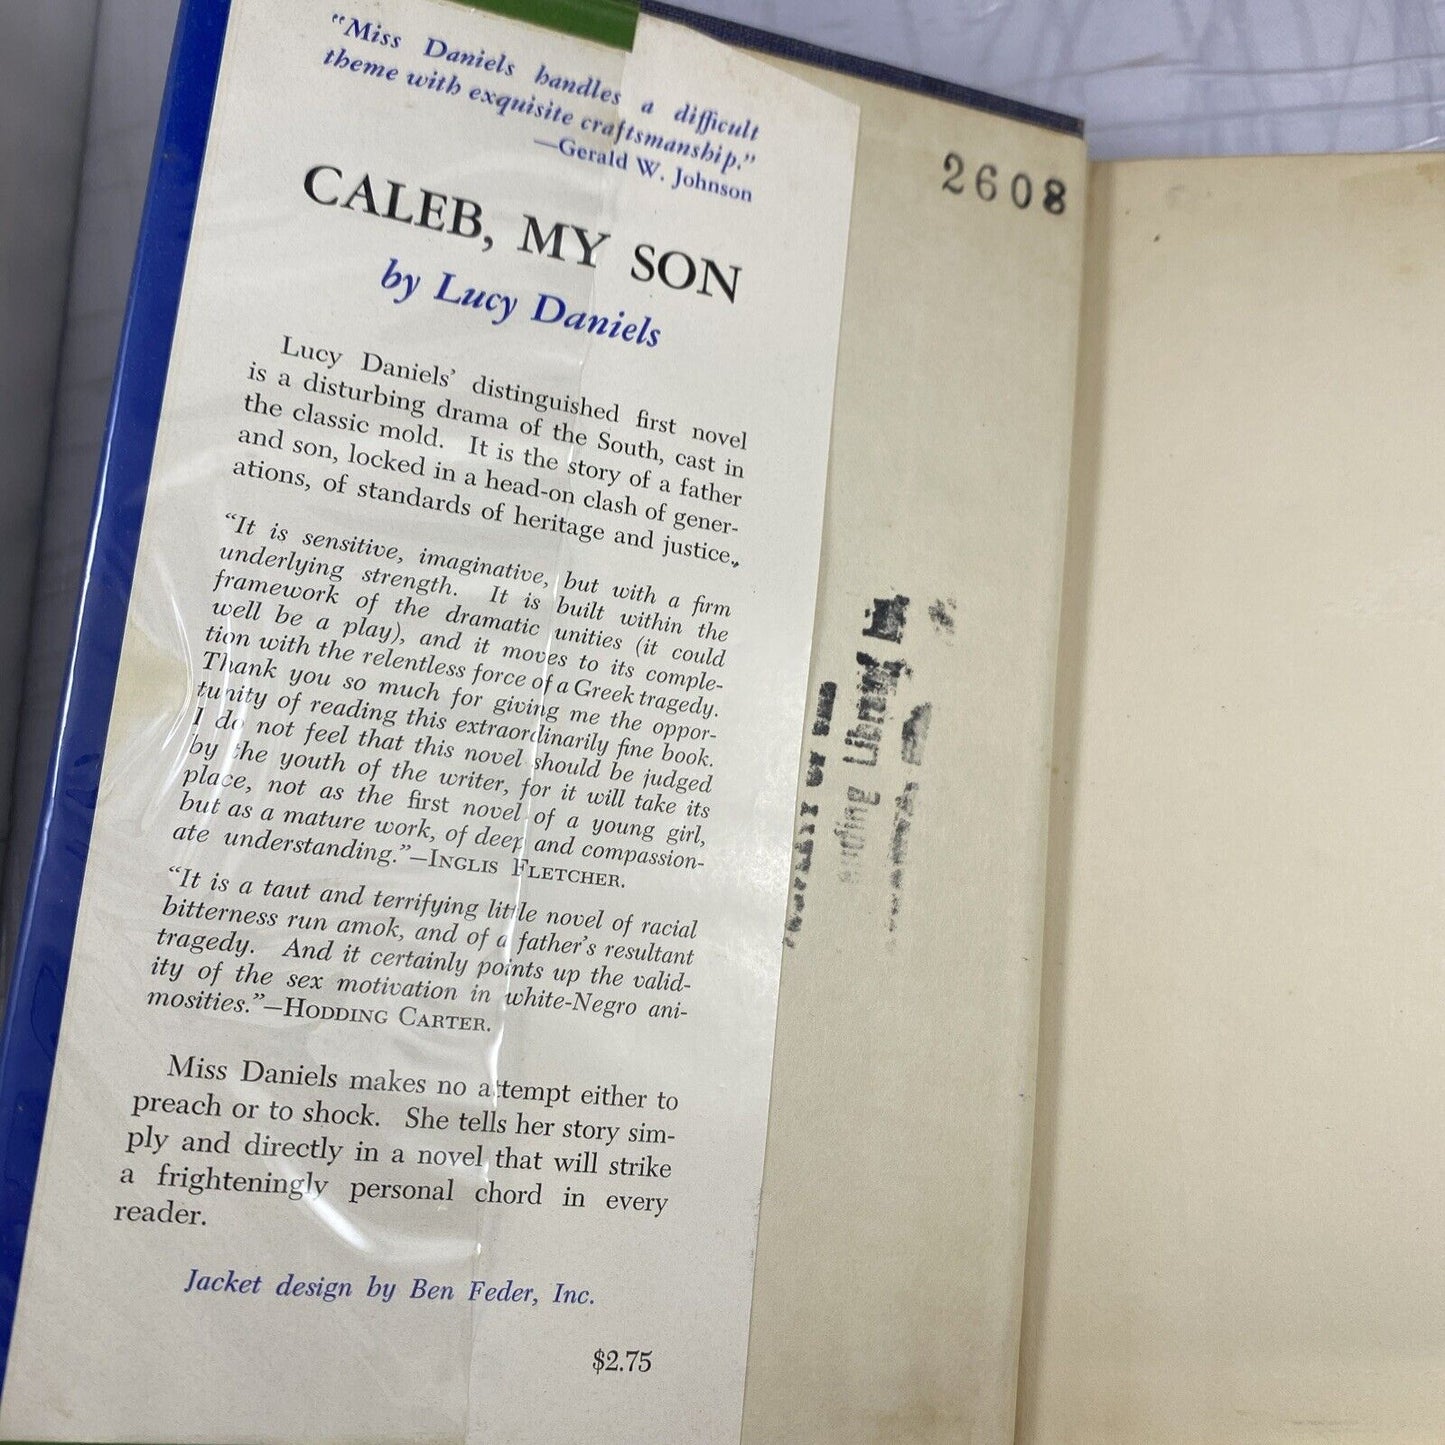 "Miss Daniels handles a difficult
theme with exquisite craftsmanship."
—Gerald W. Johnson
CALEB, MY SON
by Lucy Daniels
Lucy Daniels' distinguished first novel
is a disturbing drama of the South, cast in
the classic mold. It is the story of a father
and son, locked in a head-on clash of gener-
ations, of standards of heritage and justice.
"It is sensitive, imaginative, but with a firm
underlying strength. It is built within the
framework of the dramatic unities (it could
well be a play), and it moves to its comple-
tion with the relentless force of a Greek tragedy.
Thank you so much for giving me the oppor-
tunity of reading this extraordinarily fine book.
I do not feel that this novel should be judged
by the youth of the writer, for it will take its
place, not as the first novel of a young girl,
but as a mature work, of deep and compassion-
ate understanding."—INGLIS FLETCHER.
"It is a taut and terrifying little novel of racial
bitterness run amok, and of a father's resultant
tragedy. And it certainly points up the valid-
ity of the sex motivation in white-Negro ani-
mosities."—HODDING CARTER.
Miss Daniels makes no attempt either to
preach or to shock. She tells her story sim-
ply and directly in a novel that will strike
a frighteningly personal chord in every
reader.
Jacket design by Ben Feder, Inc.
$2.75
2608
Library